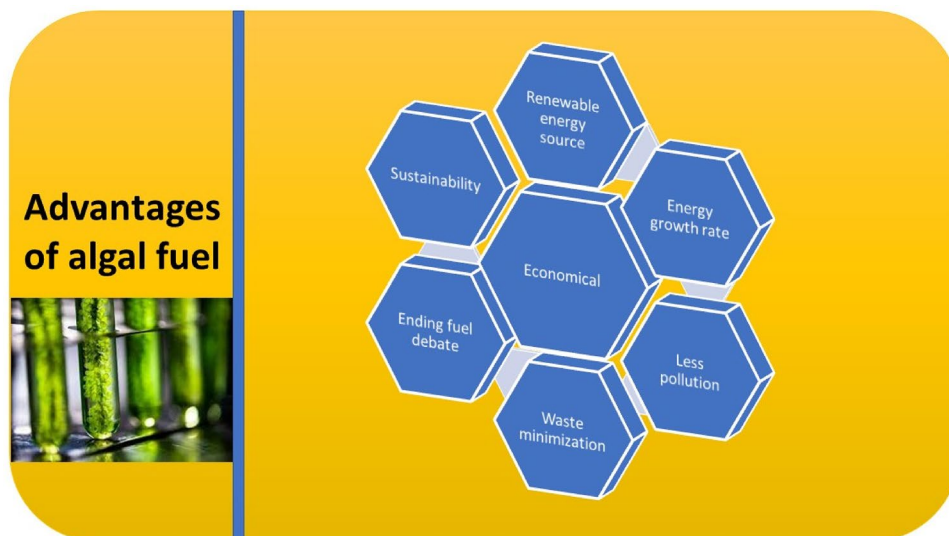 Advantages
of algal fuel
Renewable
energy
source
Sustainability
Energy
growth rate
Economical
Ending fuel
debate
Less
pollution
Waste
minimization